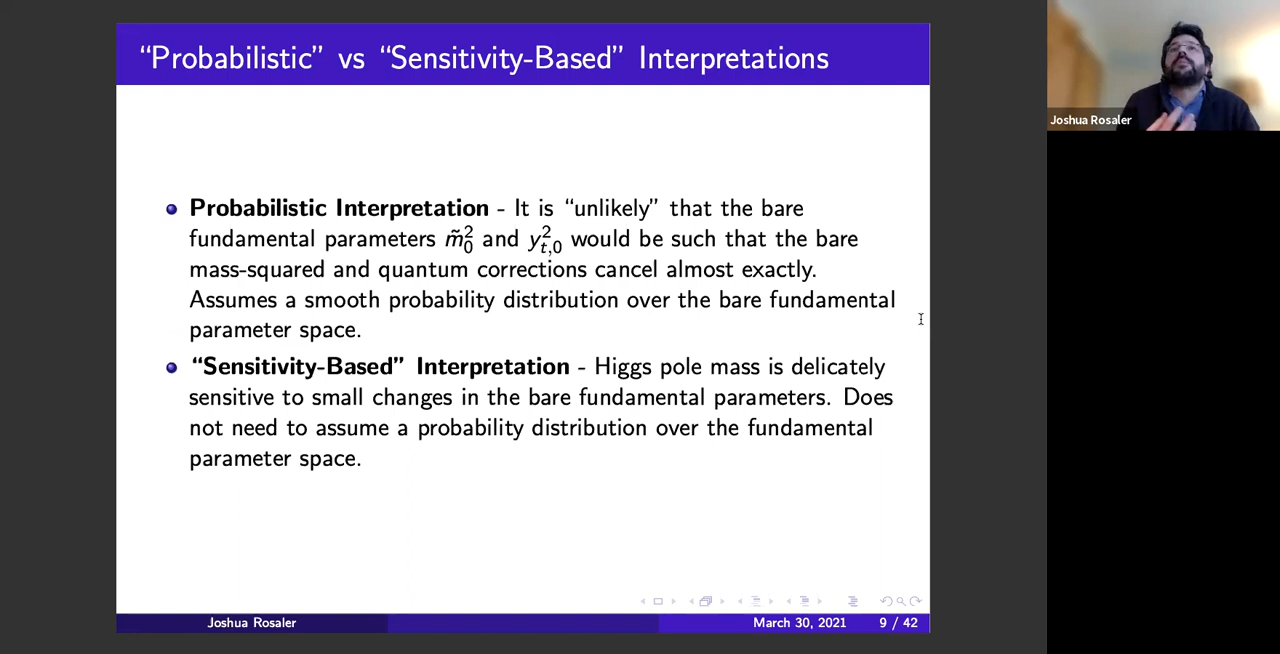 “Probabilistic” vs “Sensitivity-Based” Interpretations
Joshua Rosaler
Probabilistic Interpretation - It is “unlikely” that the bare
fundamental parameters m̃₀² and yₜ,₀² would be such that the bare
mass-squared and quantum corrections cancel almost exactly.
Assumes a smooth probability distribution over the bare fundamental
parameter space.
“Sensitivity-Based” Interpretation - Higgs pole mass is delicately
sensitive to small changes in the bare fundamental parameters. Does
not need to assume a probability distribution over the fundamental
parameter space.
Joshua Rosaler
March 30, 2021 9 / 42